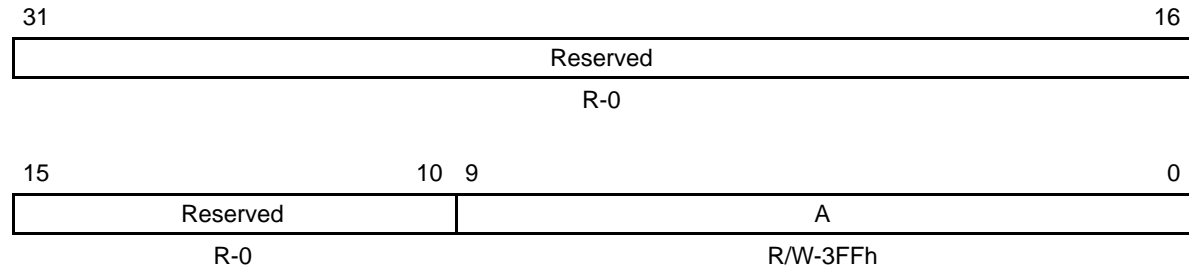 31 16
Reserved
R-0
15 10 9 0
Reserved A
R-0 R/W-3FFh